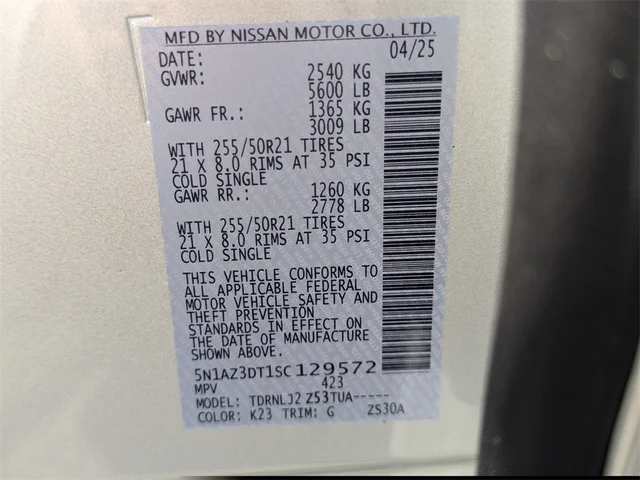 MFD BY NISSAN MOTOR CO., LTD.
DATE: 04/25
GVWR: 2540 KG
5600 LB
GAWR FR.: 1365 KG
3009 LB
WITH 255/50R21 TIRES
21 X 8.0 RIMS AT 35 PSI
COLD SINGLE
GAWR RR.: 1260 KG
2778 LB
WITH 255/50R21 TIRES
21 X 8.0 RIMS AT 35 PSI
COLD SINGLE
THIS VEHICLE CONFORMS TO
ALL APPLICABLE FEDERAL
MOTOR VEHICLE SAFETY AND
THEFT PREVENTION
STANDARDS IN EFFECT ON
THE DATE OF MANUFACTURE
SHOWN ABOVE.
5N1AZ3DT1SC129572
MPV 423
MODEL: TDRNLJ2 Z53TUA-----
COLOR: K23 TRIM: G ZS30A